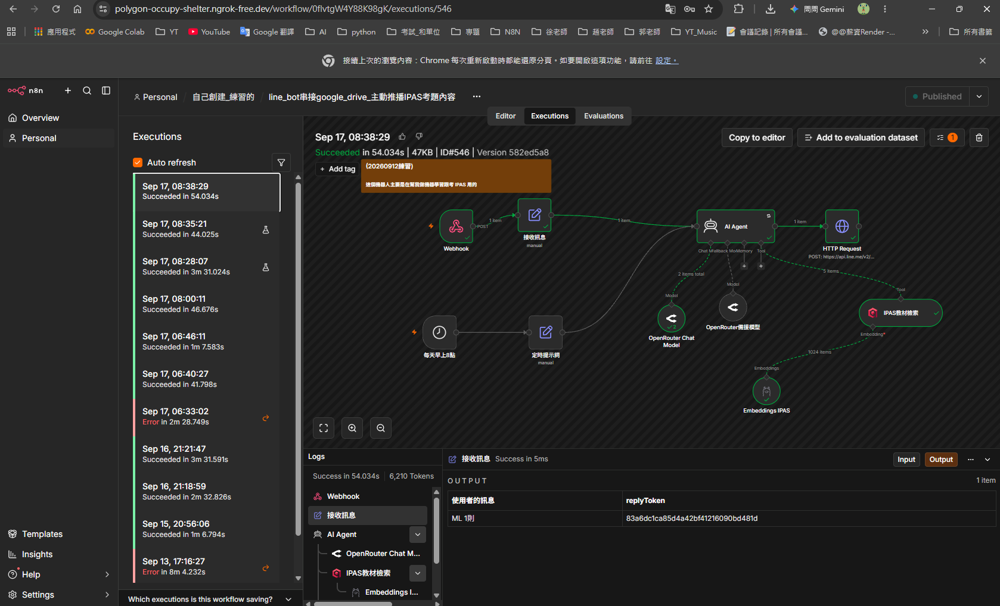 polygon-occupy-shelter.ngrok-free.dev/workflow/0flvtgW4Y88K98gK/executions/546
問問 Gemini
應用程式
Google Colab
YT
YouTube
Google 翻譯
AI
python
考試_和單位
專題
N8N
徐老師
趙老師
郭老師
YT_Music
會議記錄 | 所有會議...
@@薪資Render -...
所有書籤
接續上次的瀏覽內容：Chrome 每次重新啟動時都能還原分頁。如要開啟這項功能，請前往 設定。
n8n
Personal
自己創建_練習的
line_bot串接google_drive_主動推播IPAS考題內容
Published
Overview
Personal
Templates
Insights
Help
Settings
Editor
Executions
Evaluations
Executions
Auto refresh
Sep 17, 08:38:29
Succeeded in 54.034s
Sep 17, 08:35:21
Succeeded in 44.025s
Sep 17, 08:28:07
Succeeded in 3m 31.024s
Sep 17, 08:00:11
Succeeded in 46.676s
Sep 17, 06:46:11
Succeeded in 1m 7.583s
Sep 17, 06:40:27
Succeeded in 41.798s
Sep 17, 06:33:02
Error in 2m 28.749s
Sep 16, 21:21:47
Succeeded in 3m 31.591s
Sep 16, 21:18:59
Succeeded in 2m 32.826s
Sep 15, 20:56:06
Succeeded in 1m 6.794s
Sep 13, 17:16:27
Error in 8m 4.232s
Which executions is this workflow saving?
Sep 17, 08:38:29
Succeeded in 54.034s | 47KB | ID#546 | Version 582ed5a8
+ Add tag
Copy to editor
Add to evaluation dataset
1
(20260912練習)
這個機器人主要是在幫我做機器學習跟考 IPAS 用的
Webhook
POST
1 item
接收訊息
manual
1 item
AI Agent
1 item
HTTP Request
POST: https://api.line.me/v2/...
Chat M
Fallback Mo
Memory
Tool
2 items total
5 items
Model
Model
Tool
OpenRouter Chat Model
2
OpenRouter備援模型
IPAS教材檢索
Embedding*
1024 items
Embeddings
Embeddings IPAS
每天早上8點
定時提示詞
manual
Logs
Success in 54.034s
6,210 Tokens
Webhook
接收訊息
AI Agent
OpenRouter Chat M...
IPAS教材檢索
Embeddings I...
接收訊息
Success in 5ms
Input
Output
OUTPUT
1 item
使用者的訊息
replyToken
ML 1則
83a6dc1ca85d4a42bf41216090bd481d